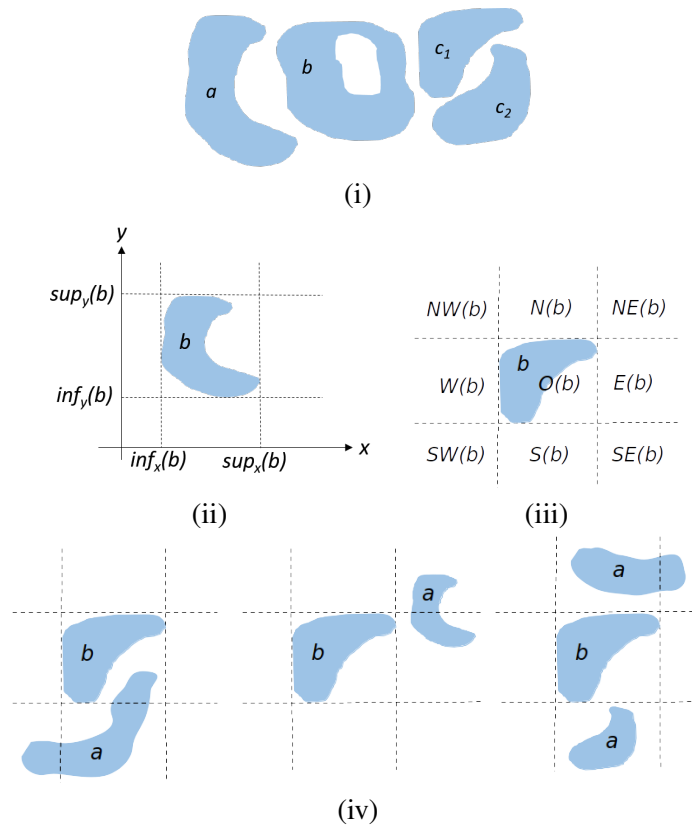 a b c1 c2
(i)
y
supy(b)
b
infy(b)
x
infx(b) supx(b)
(ii)
NW(b) N(b) NE(b)
b
W(b) O(b) E(b)
SW(b) S(b) SE(b)
(iii)
b a
b a
a b a
(iv)